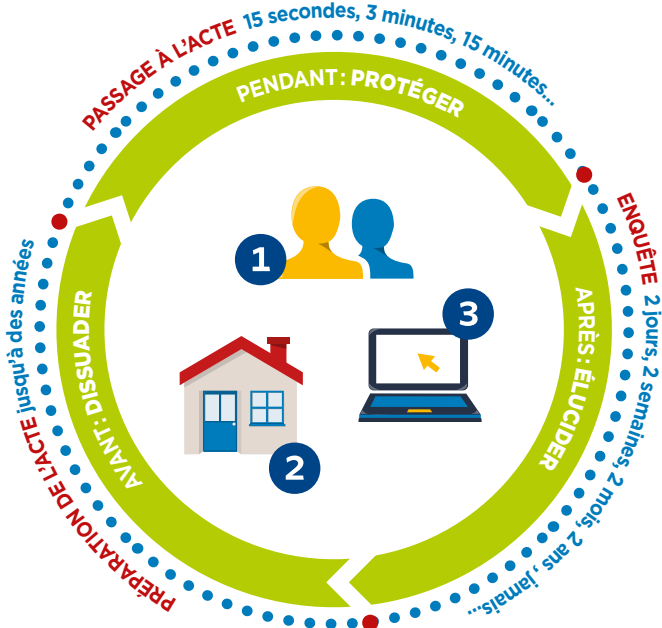 PASSAGE À L'ACTE 15 secondes, 3 minutes, 15 minutes...
PENDANT : PROTÉGER
ENQUÊTE 2 jours, 2 semaines, 2 mois, 2 ans, jamais...
APRÈS : ÉLUCIDER
PRÉPARATION DE L'ACTE jusqu'à des années
AVANT : DISSUADER
1
3
2